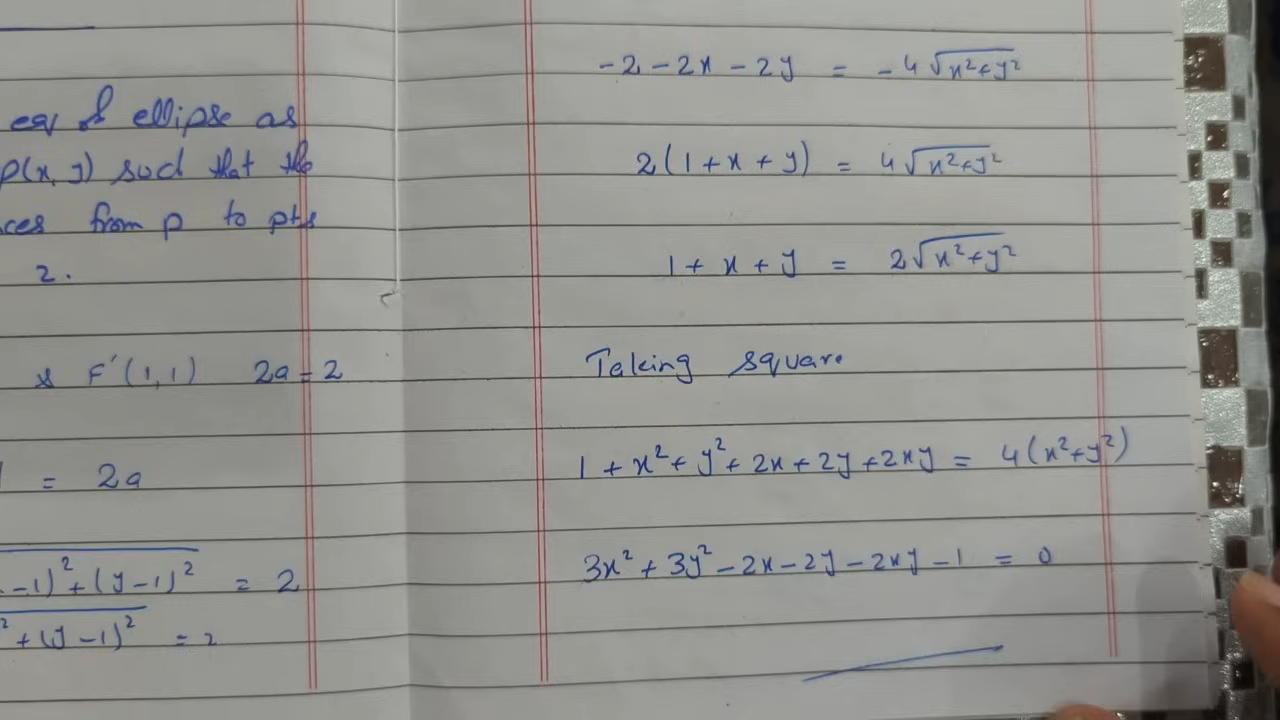 eq of ellipse as
P(x, y) such that the
ces from p to pts
2.
& F'(1,1) 2a = 2
= 2a
-1)² + (y-1)² = 2
² + (y-1)² = 2
-2 - 2x - 2y = -4√x²+y²
2(1+x+y) = 4√x²+y²
1 + x + y = 2√x²+y²
Taking square
1 + x² + y² + 2x + 2y + 2xy = 4(x²+y²)
3x² + 3y² - 2x - 2y - 2xy - 1 = 0